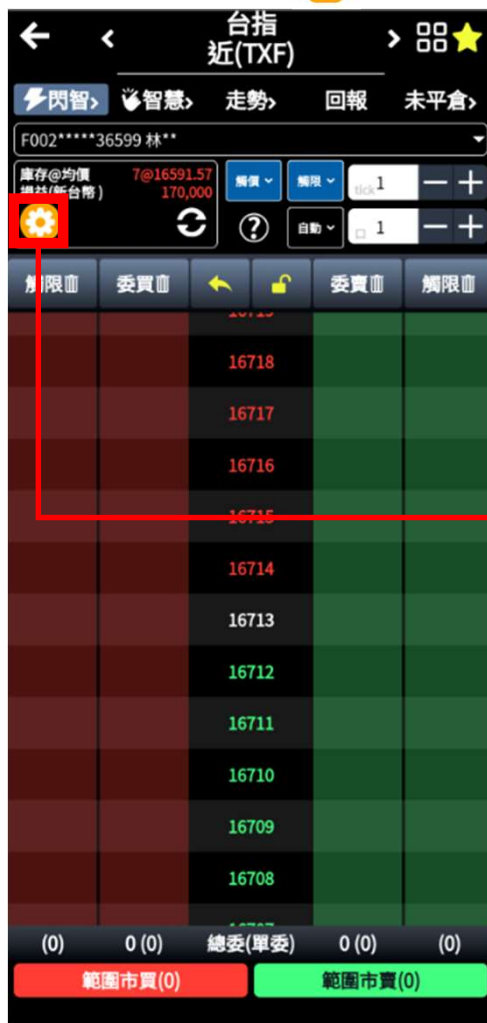 台指
近(TXF)
閃智 智慧 走勢 回報 未平倉
F002*****36599 林**
庫存@均價 7@16591.57
損益(新台幣) 170,000
觸價 觸限 tick 1
自動 口 1
觸限 委買 委賣 觸限
16718
16717
16716
16715
16714
16713
16712
16711
16710
16709
16708
(0) 0 (0) 總委(單委) 0 (0) (0)
範圍市買(0) 範圍市賣(0)